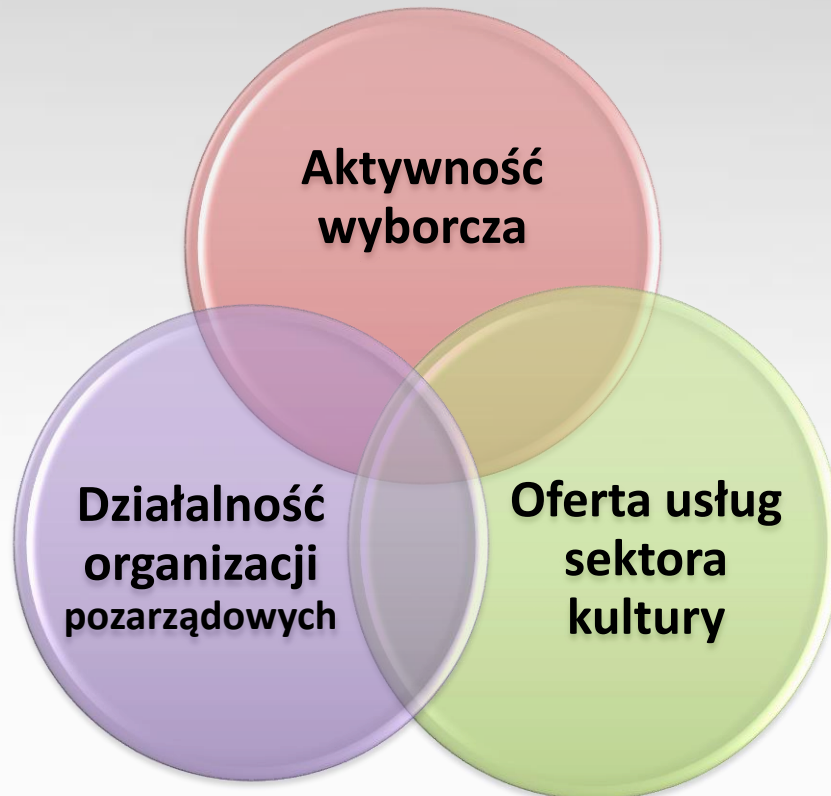 Aktywność
wyborcza
Działalność
organizacji
pozarządowych
Oferta usług
sektora
kultury